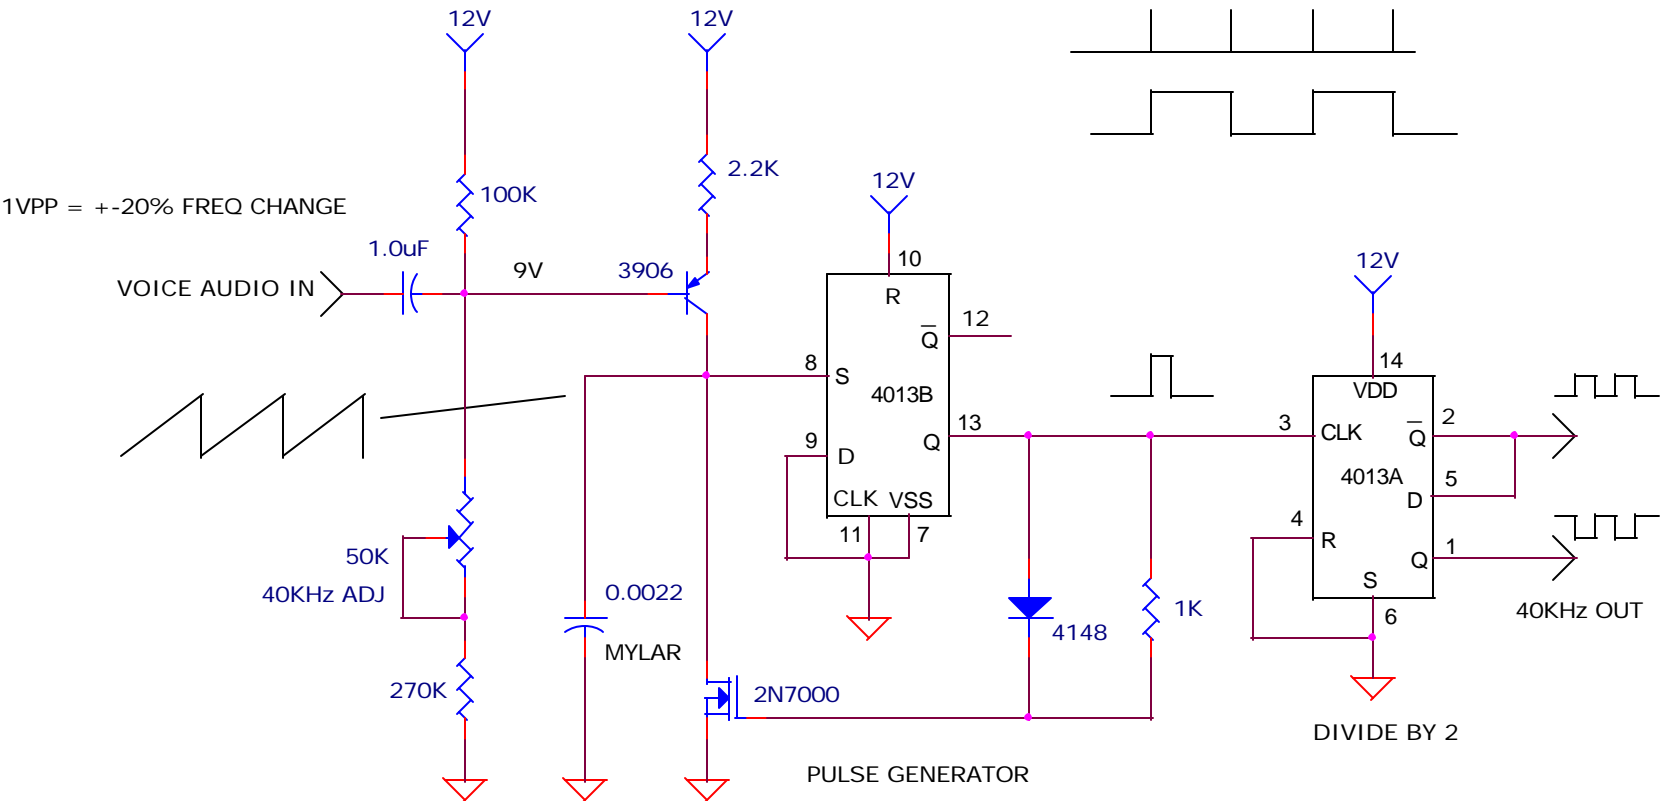 12V
12V
2.2K
12V
100K
1VPP = +-20% FREQ CHANGE
1.0uF
9V
3906
10
12V
VOICE AUDIO IN
R
12
Q
8
S
14
VDD
4013B
13
3
CLK
2
Q
9
D
Q
4013A
5
D
CLK
VSS
11
7
4
R
1
Q
50K
40KHz ADJ
0.0022
S
6
1K
40KHz OUT
4148
MYLAR
270K
2N7000
DIVIDE BY 2
PULSE GENERATOR